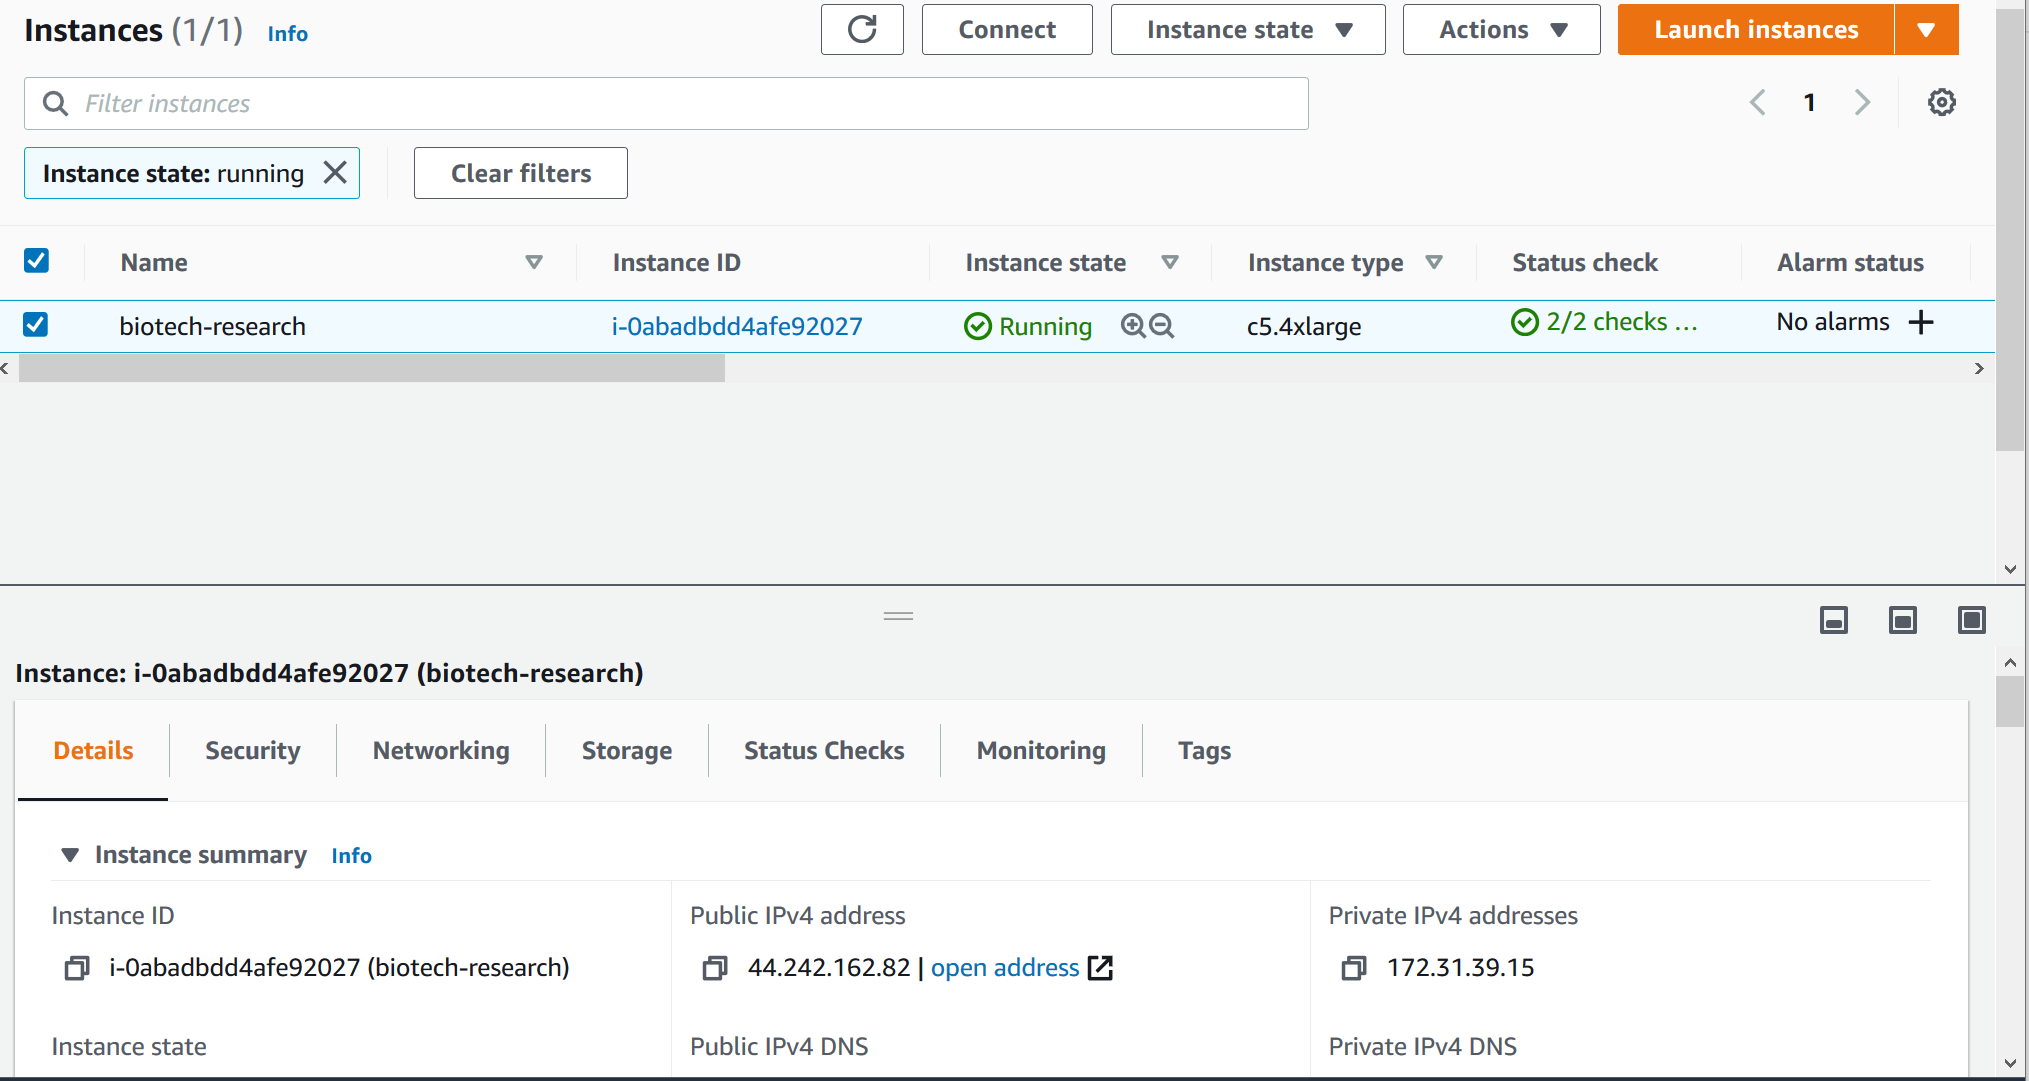 Instances (1/1) Info Connect Instance state Actions Launch instances
Filter instances 1
Instance state: running Clear filters
Name Instance ID Instance state Instance type Status check Alarm status
biotech-research i-0abadbdd4afe92027 Running c5.4xlarge 2/2 checks ... No alarms
Instance: i-0abadbdd4afe92027 (biotech-research)
Details Security Networking Storage Status Checks Monitoring Tags
Instance summary Info
Instance ID Public IPv4 address Private IPv4 addresses
i-0abadbdd4afe92027 (biotech-research) 44.242.162.82 | open address 172.31.39.15
Instance state Public IPv4 DNS Private IPv4 DNS